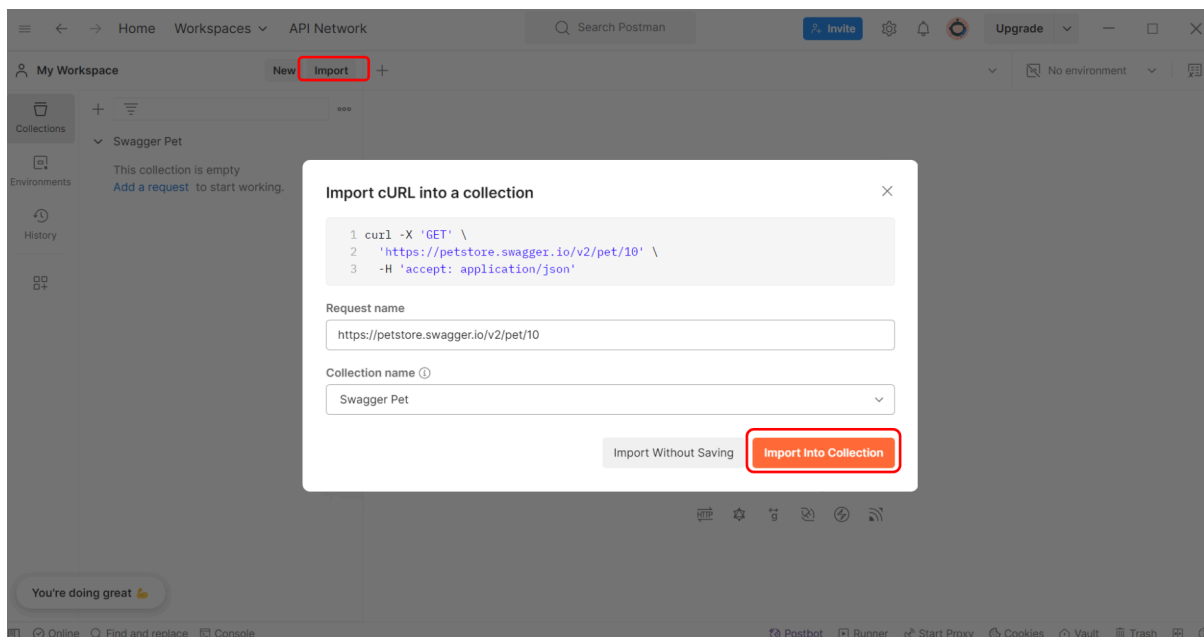 Home Workspaces API Network Search Postman Invite Upgrade
My Workspace New Import No environment
Collections
Swagger Pet
This collection is empty
Environments
Add a request to start working.
History
Import cURL into a collection
1 curl -X 'GET' \
2 'https://petstore.swagger.io/v2/pet/10' \
3 -H 'accept: application/json'
Request name
https://petstore.swagger.io/v2/pet/10
Collection name
Swagger Pet
Import Without Saving Import Into Collection
HTTP
You're doing great 💪
Online Find and replace Console Postbot Runner Start Proxy Cookies Vault Trash